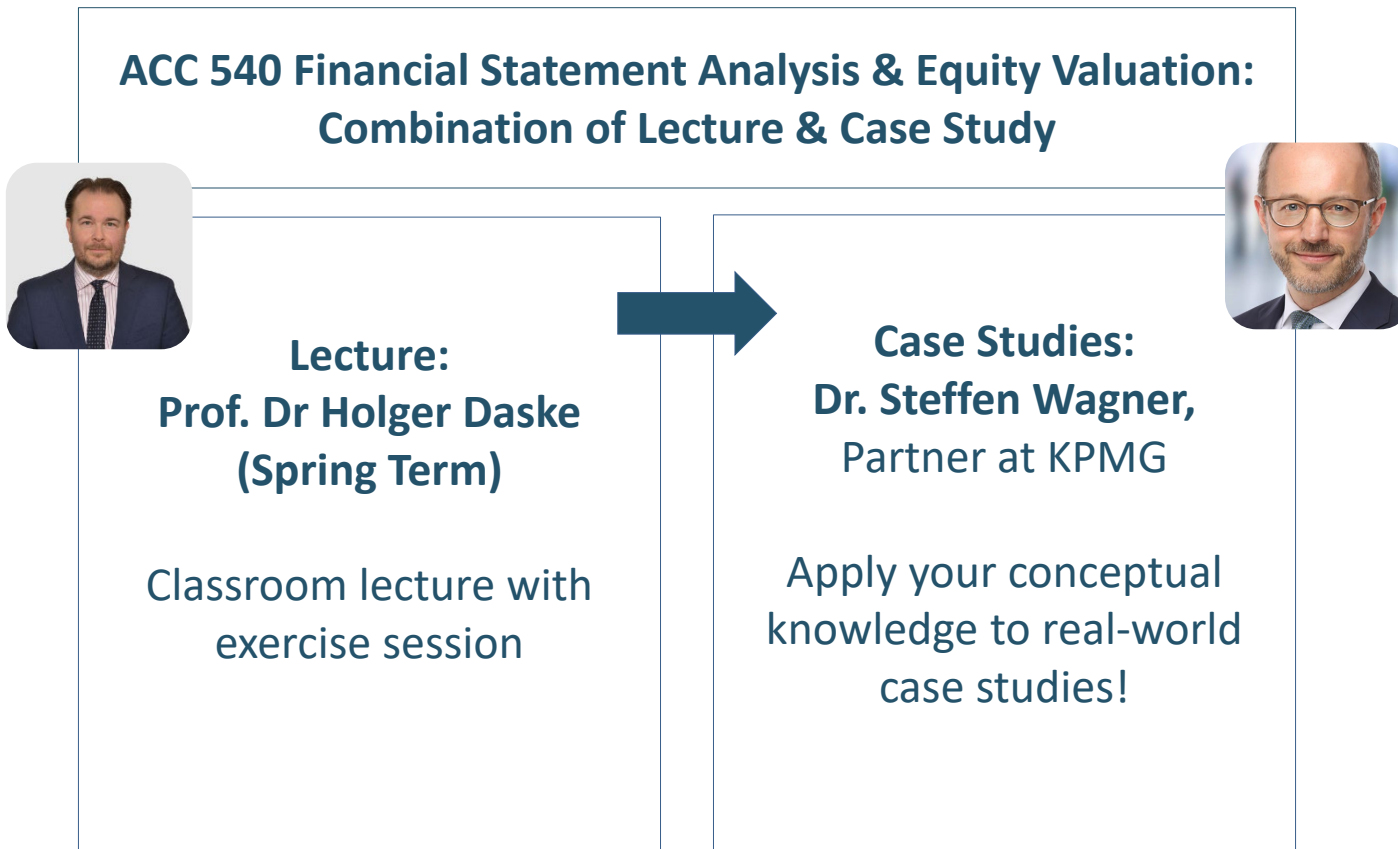 ACC 540 Financial Statement Analysis & Equity Valuation:
Combination of Lecture & Case Study
Lecture:
Prof. Dr Holger Daske
(Spring Term)
Classroom lecture with
exercise session
Case Studies:
Dr. Steffen Wagner,
Partner at KPMG
Apply your conceptual
knowledge to real-world
case studies!